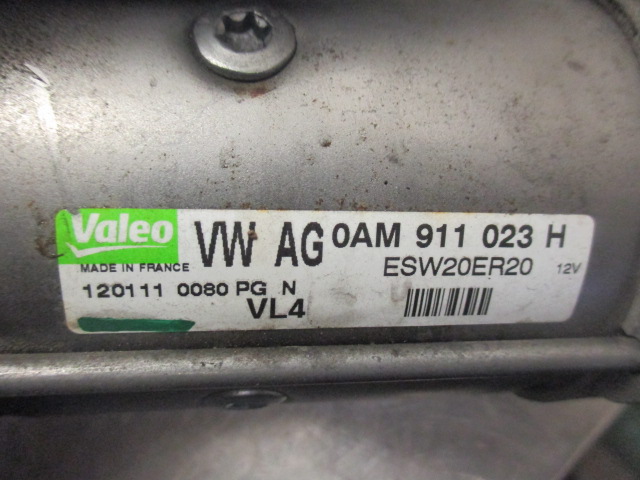 Valeo VW AG 0AM 911 023 H
MADE IN FRANCE ESW20ER20 12V
120111 0080 PG N
VL4